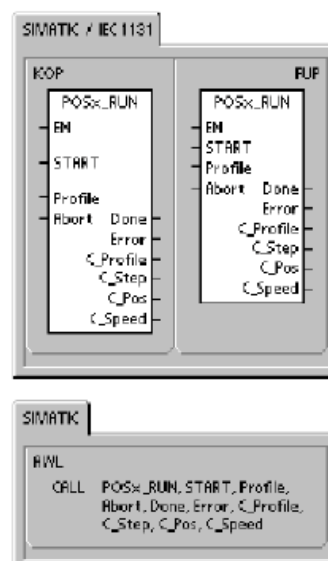 SIMATIC / IEC 1131
KOP
FUP
POSx_RUN
EN
START
Profile
Abort Done
Error
C_Profile
C_Step
C_Pos
C_Speed
POSx_RUN
EN
START
Profile
Abort Done
Error
C_Profile
C_Step
C_Pos
C_Speed
SIMATIC
AWL
CALL POSx_RUN, START, Profile,
Abort, Done, Error, C_Profile,
C_Step, C_Pos, C_Speed